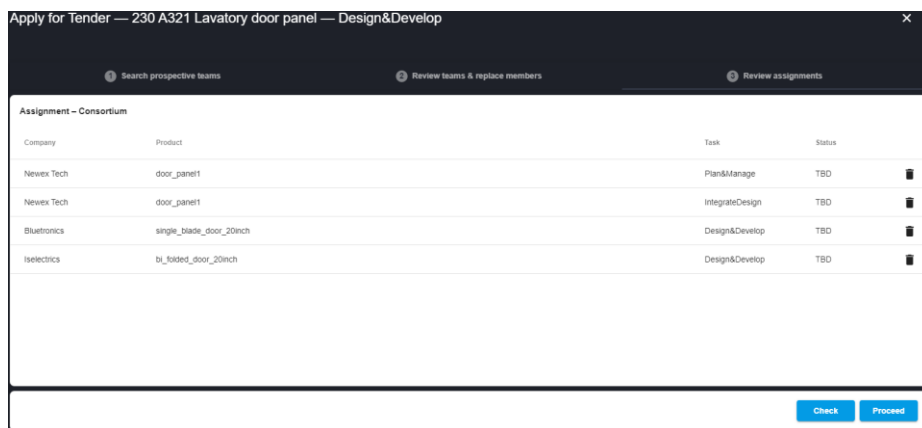 Apply for Tender — 230 A321 Lavatory door panel — Design&Develop ×
1 Search prospective teams 2 Review teams & replace members 3 Review assignments
Assignment – Consortium
Company Product Task Status
Newex Tech door_panel1 Plan&Manage TBD
Newex Tech door_panel1 IntegrateDesign TBD
Bluetronics single_blade_door_20inch Design&Develop TBD
Iselectrics bi_folded_door_20inch Design&Develop TBD
Check Proceed